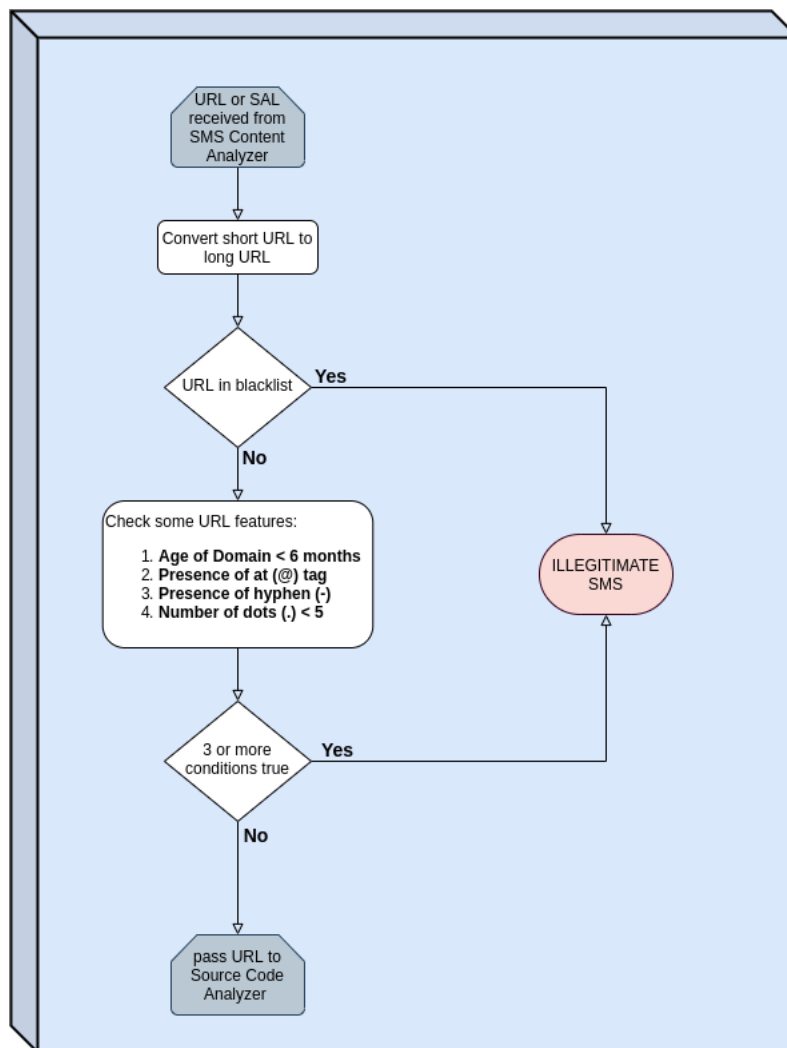 URL or SAL
received from
SMS Content
Analyzer
Convert short URL to
long URL
URL in blacklist
Yes
No
Check some URL features:
1. Age of Domain < 6 months
2. Presence of at (@) tag
3. Presence of hyphen (-)
4. Number of dots (.) < 5
ILLEGITIMATE
SMS
3 or more
conditions true
Yes
No
pass URL to
Source Code
Analyzer